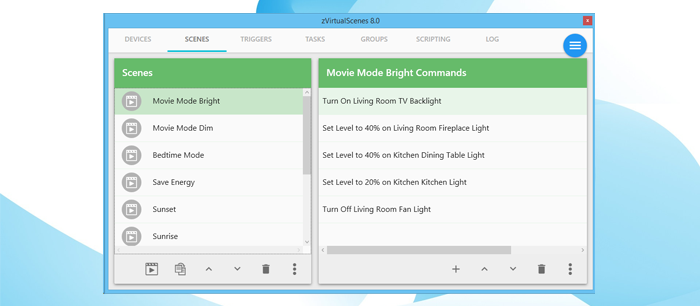 zVirtualScenes 8.0
DEVICES
SCENES
TRIGGERS
TASKS
GROUPS
SCRIPTING
LOG
Scenes
Movie Mode Bright
Movie Mode Dim
Bedtime Mode
Save Energy
Sunset
Sunrise
Movie Mode Bright Commands
Turn On Living Room TV Backlight
Set Level to 40% on Living Room Fireplace Light
Set Level to 40% on Kitchen Dining Table Light
Set Level to 20% on Kitchen Kitchen Light
Turn Off Living Room Fan Light